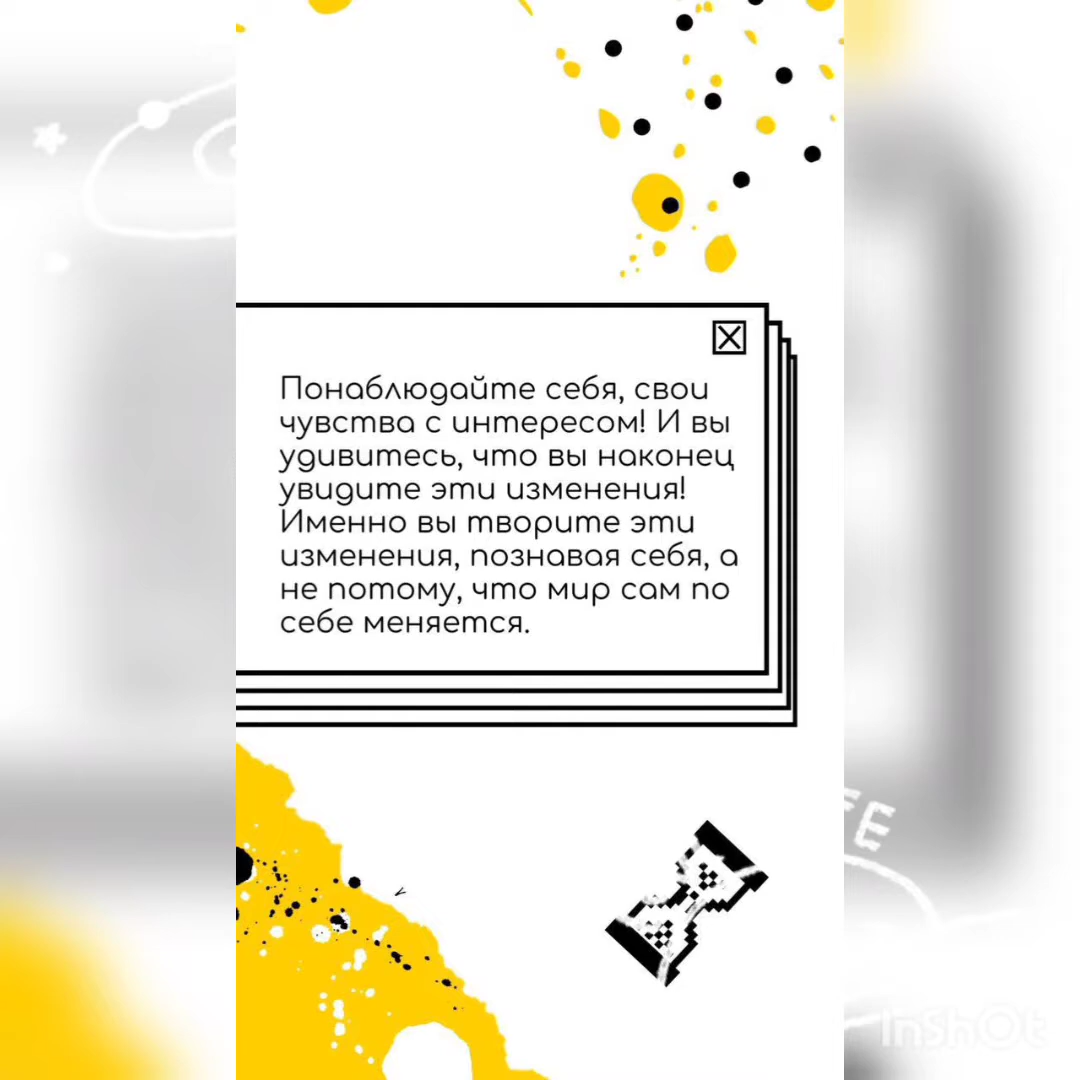 Понаблюдайте себя, свои
чувства с интересом! И вы
удивитесь, что вы наконец
увидите эти изменения!
Именно вы творите эти
изменения, познавая себя, а
не потому, что мир сам по
себе меняется.
FE
InShOt